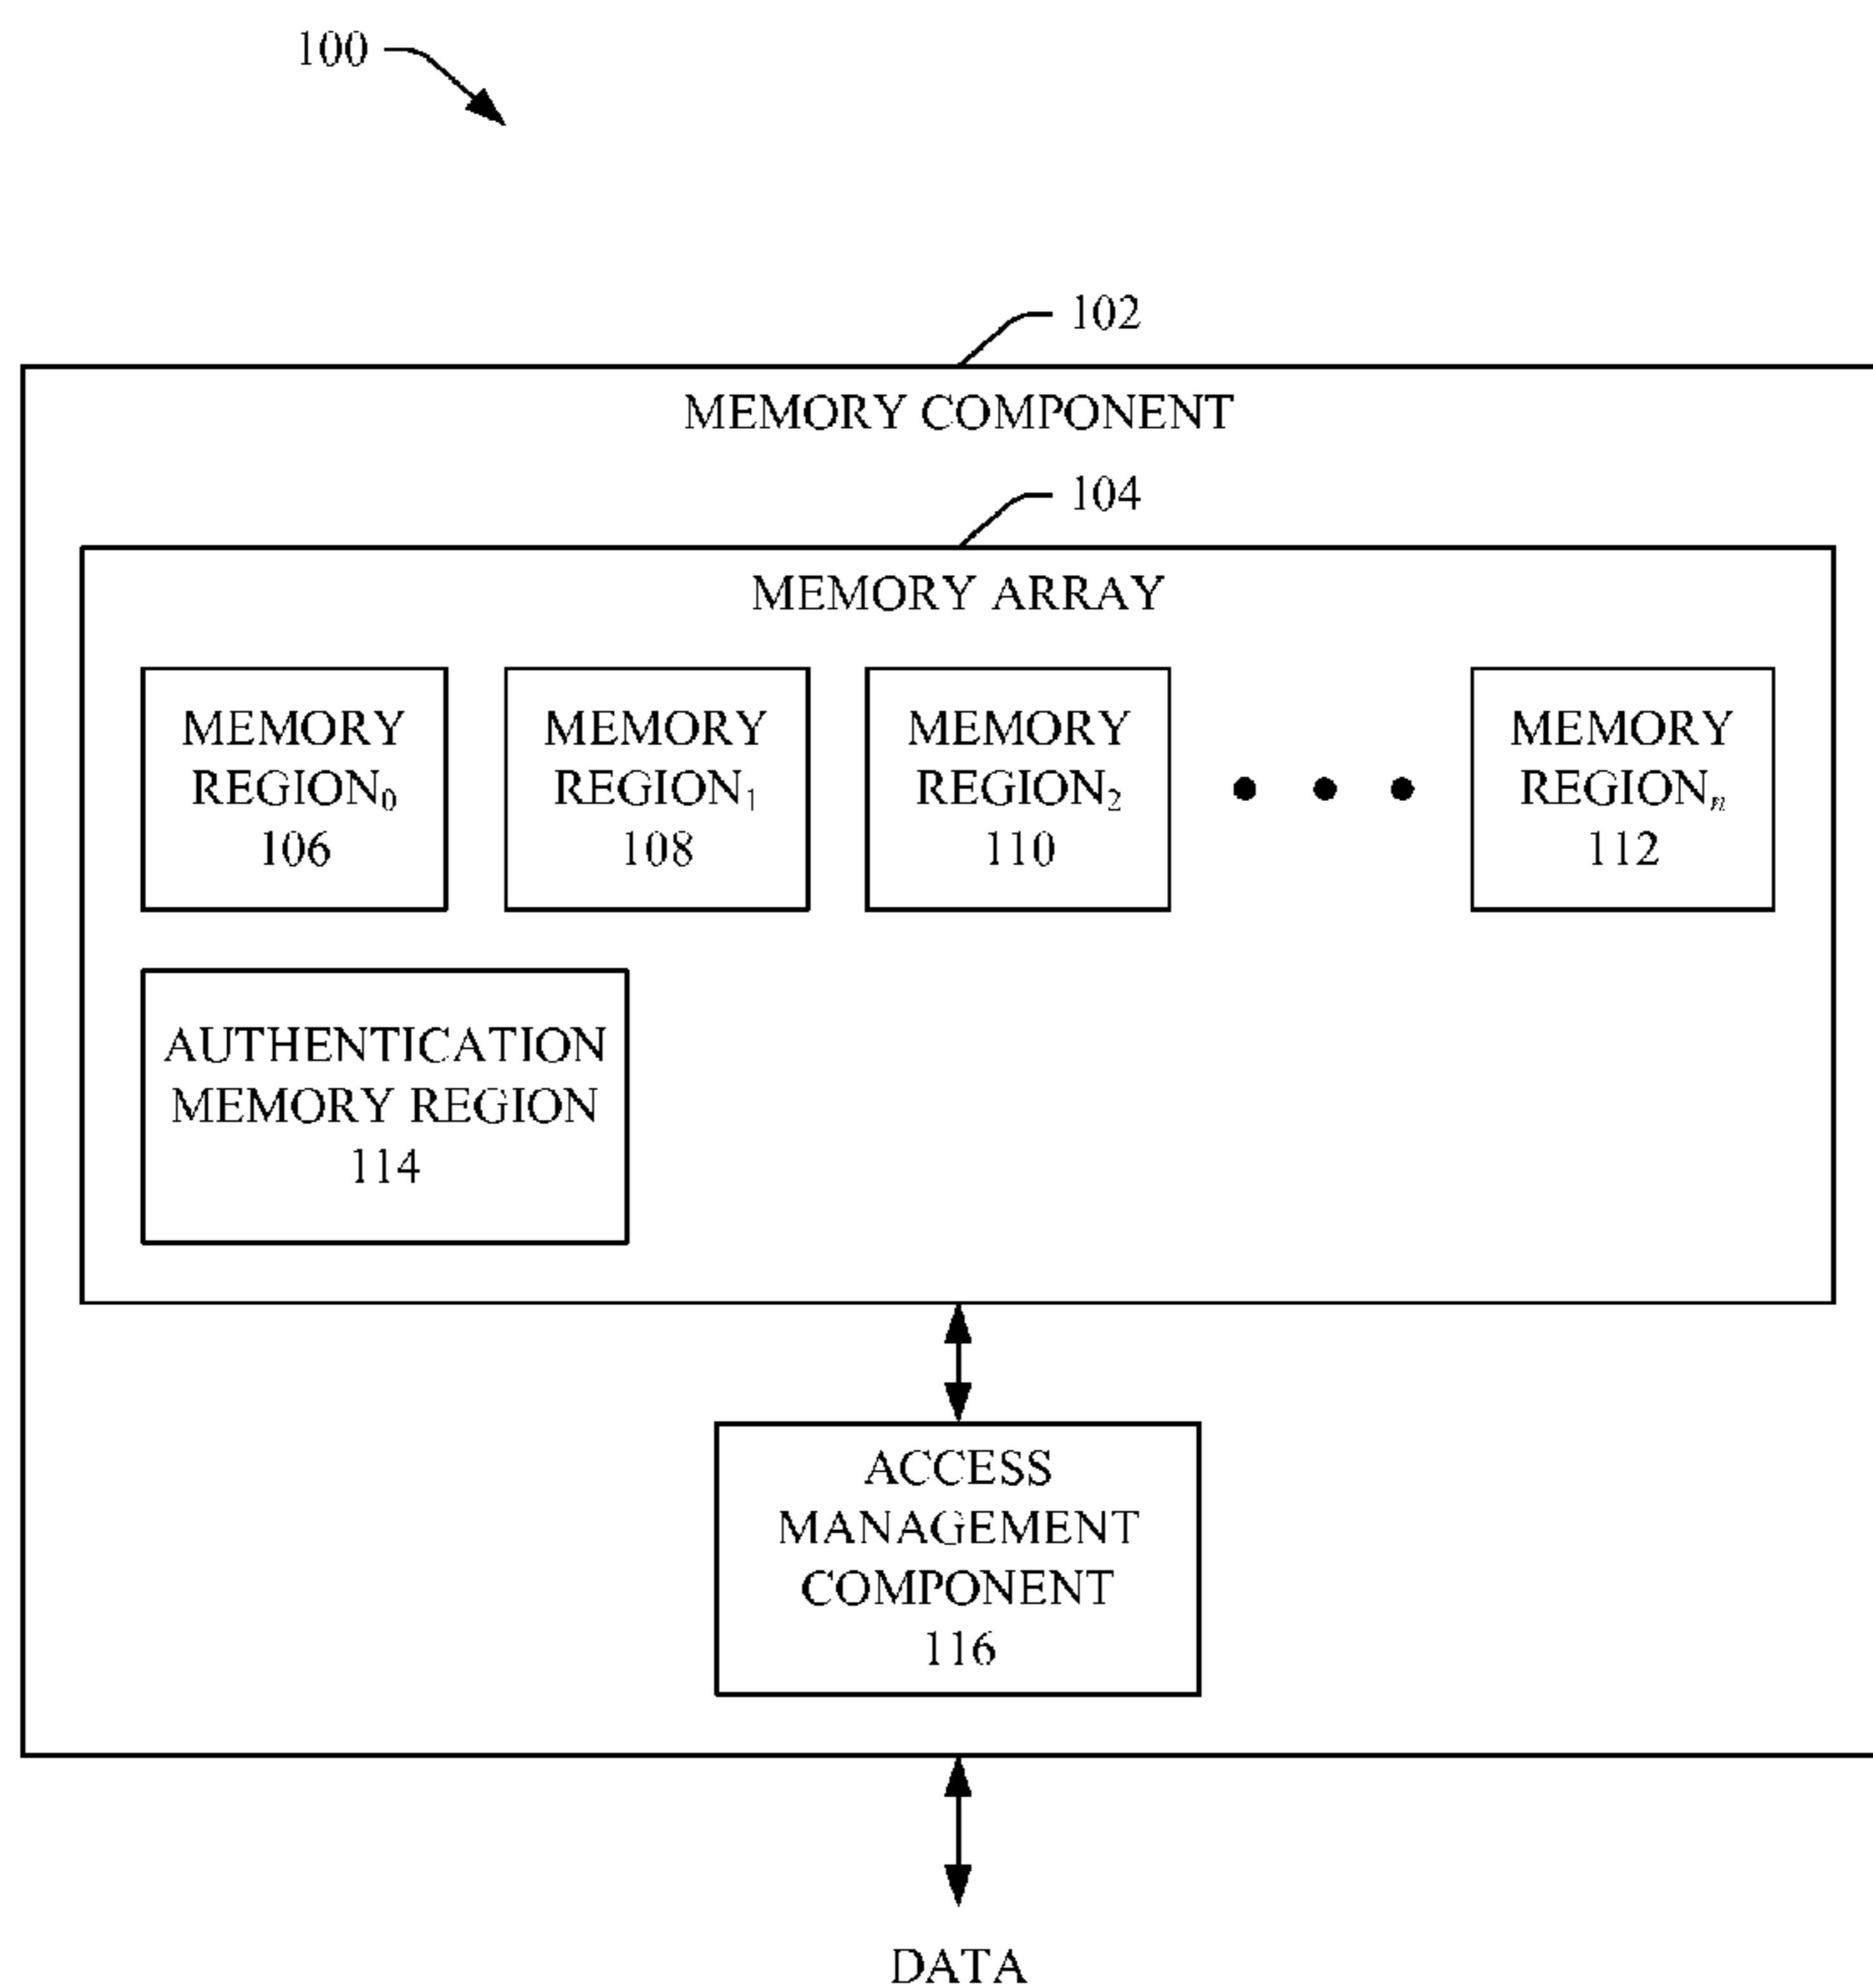 100
102
MEMORY COMPONENT
104
MEMORY ARRAY
MEMORY
REGION₀
106
MEMORY
REGION₁
108
MEMORY
REGION₂
110
• • •
MEMORY
REGIONₙ
112
AUTHENTICATION
MEMORY REGION
114
ACCESS
MANAGEMENT
COMPONENT
116
DATA